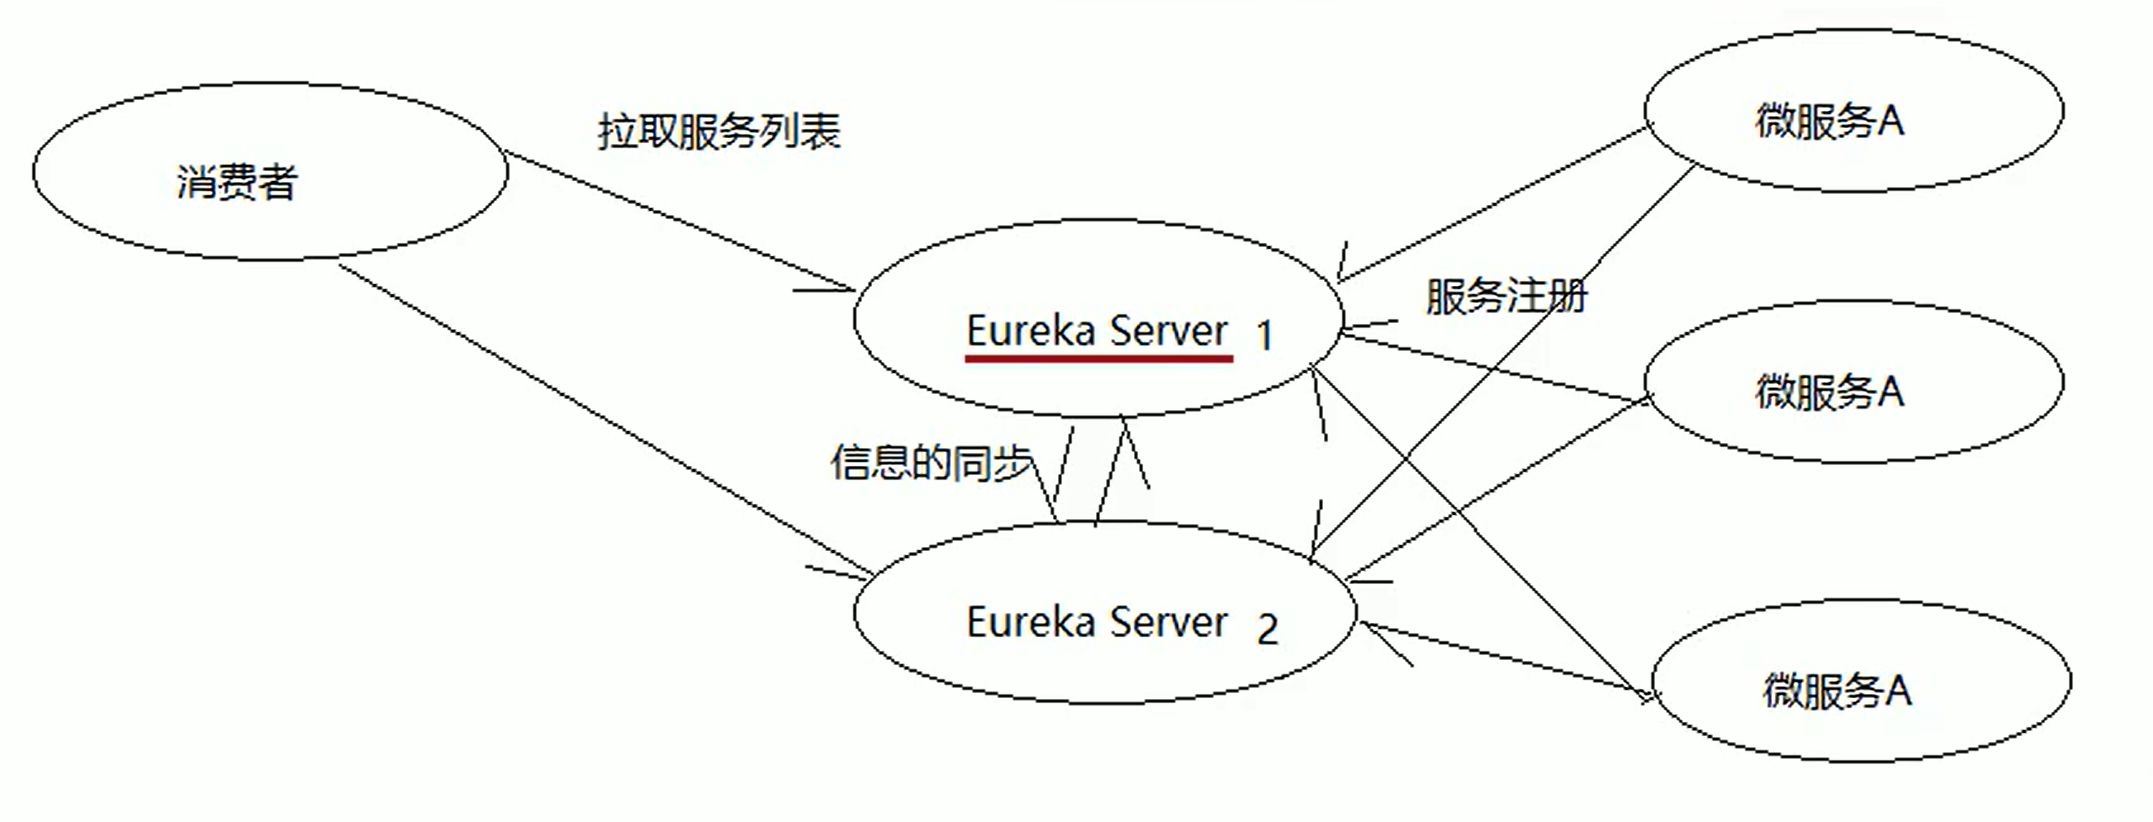 微服务A
拉取服务列表
消费者
服务注册
Eureka Server 1
微服务A
信息的同步
Eureka Server 2
微服务A